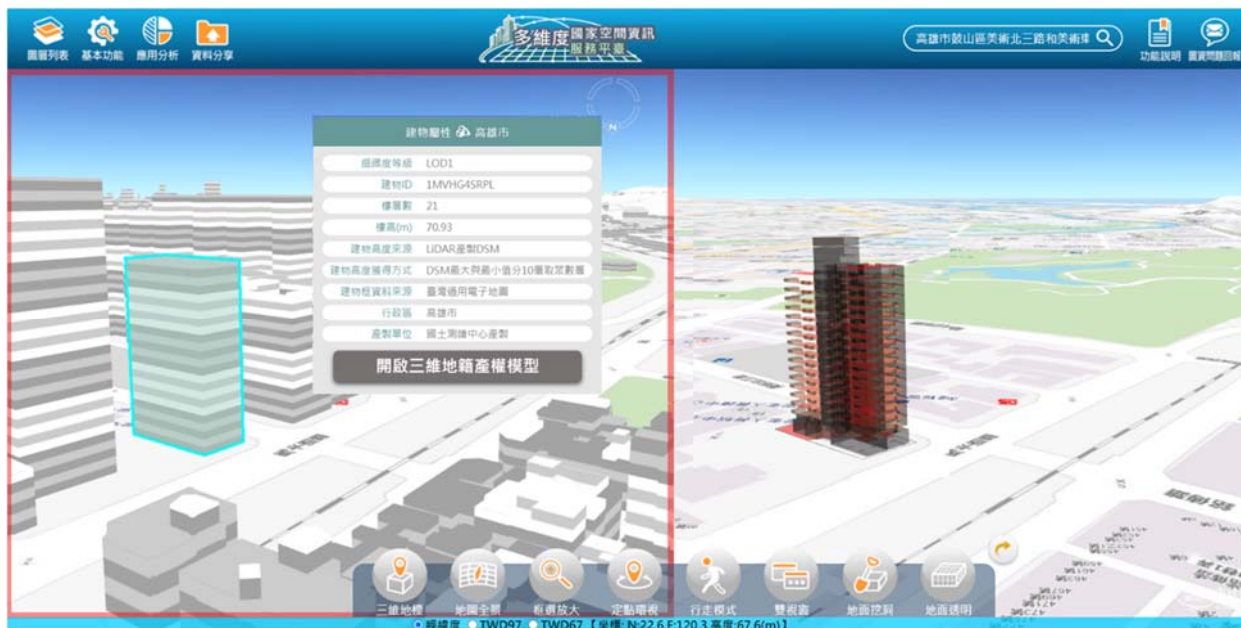 圖層列表
基本功能
應用分析
資料分享
多維度國家空間資訊
服務平臺
高雄市鼓山區美術北三路和美術東
功能說明
圖資問題回報
N
建物屬性 高雄市
細緻度等級 LOD1
建物ID 1MVHG4SRPL
樓層數 21
樓高(m) 70.93
建物高度來源 LiDAR產製DSM
建物高度獲得方式 DSM最大與最小值分10層取眾數層
建物框資料來源 臺灣通用電子地圖
行政區 高雄市
產製單位 國土測繪中心產製
開啟三維地籍產權模型
三維地標
地圖全景
框選放大
定點環視
行走模式
雙視窗
地面挖洞
地面透明
經緯度 TWD97 TWD67 【坐標: N:22.6 E:120.3 高度:67.6(m)】